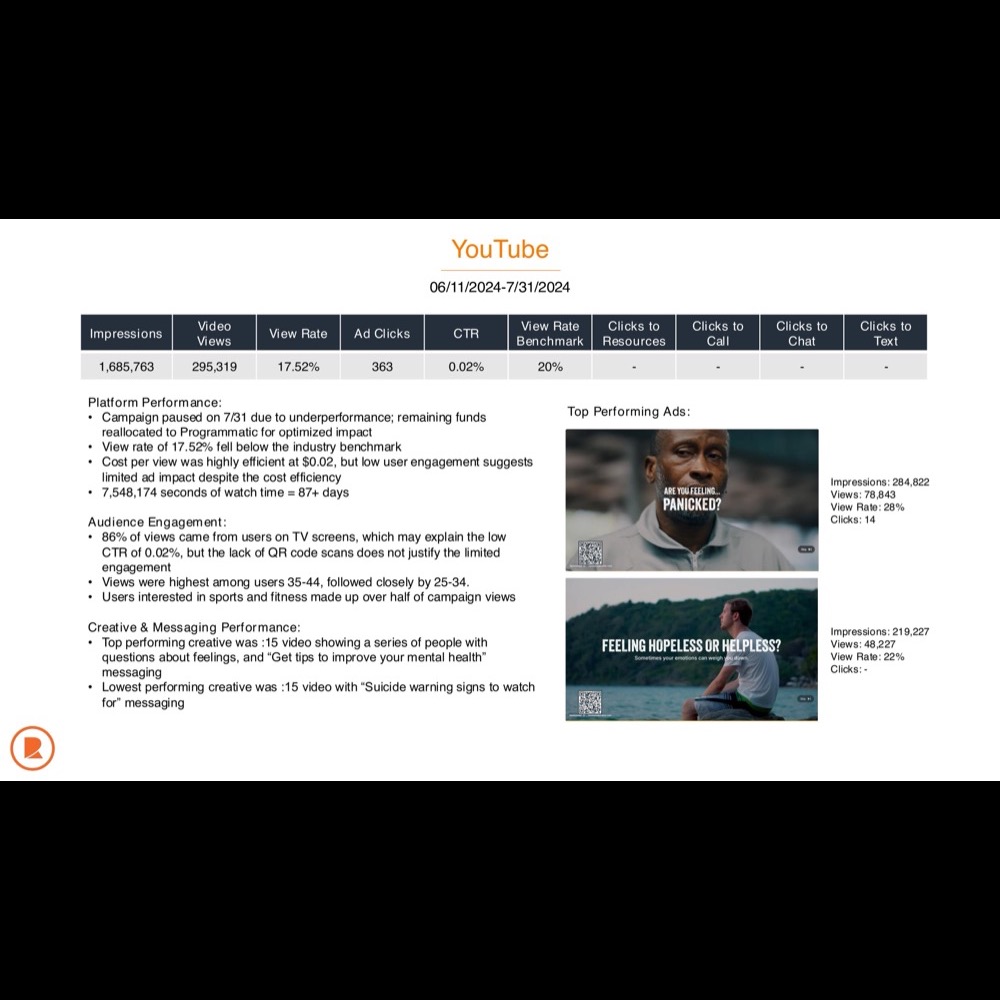 YouTube
06/11/2024-7/31/2024
Impressions
Video
Views
View Rate
Ad Clicks
CTR
View Rate
Benchmark
Clicks to
Resources
Clicks to
Call
Clicks to
Chat
Clicks to
Text
1,685,763
295,319
17.52%
363
0.02%
20%
-
-
-
-
Platform Performance:
• Campaign paused on 7/31 due to underperformance; remaining funds
reallocated to Programmatic for optimized impact
• View rate of 17.52% fell below the industry benchmark
• Cost per view was highly efficient at $0.02, but low user engagement suggests
limited ad impact despite the cost efficiency
• 7,548,174 seconds of watch time = 87+ days
Audience Engagement:
• 86% of views came from users on TV screens, which may explain the low
CTR of 0.02%, but the lack of QR code scans does not justify the limited
engagement
• Views were highest among users 35-44, followed closely by 25-34.
• Users interested in sports and fitness made up over half of campaign views
Creative & Messaging Performance:
• Top performing creative was :15 video showing a series of people with
questions about feelings, and “Get tips to improve your mental health”
messaging
• Lowest performing creative was :15 video with “Suicide warning signs to watch
for” messaging
Top Performing Ads:
ARE YOU FEELING...
PANICKED?
Impressions: 284,822
Views: 78,843
View Rate: 28%
Clicks: 14
FEELING HOPELESS OR HELPLESS?
Sometimes your emotions can weigh you down.
Impressions: 219,227
Views: 48,227
View Rate: 22%
Clicks: -